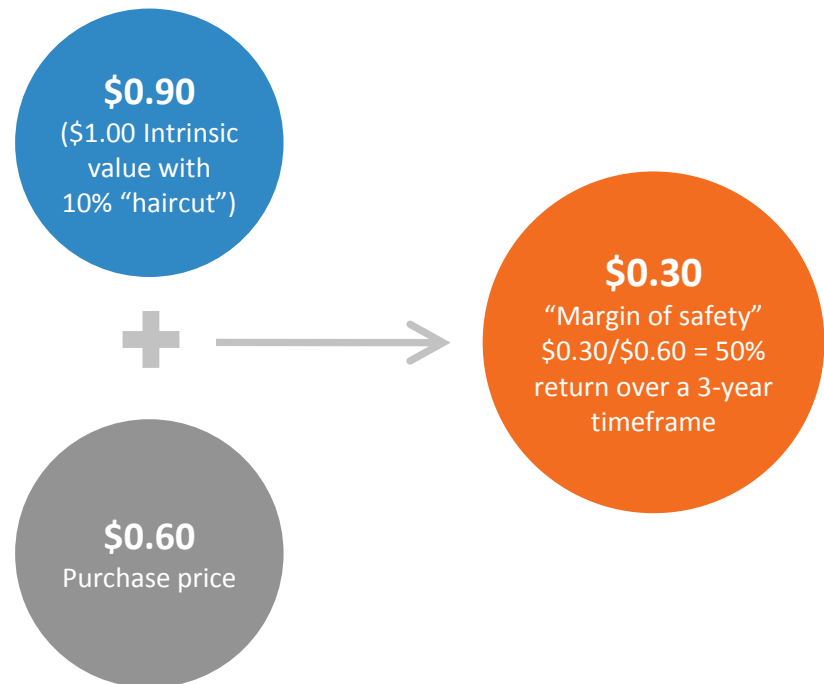 $0.90
($1.00 Intrinsic
value with
10% “haircut”)
$0.60
Purchase price
$0.30
“Margin of safety”
$0.30/$0.60 = 50%
return over a 3-year
timeframe